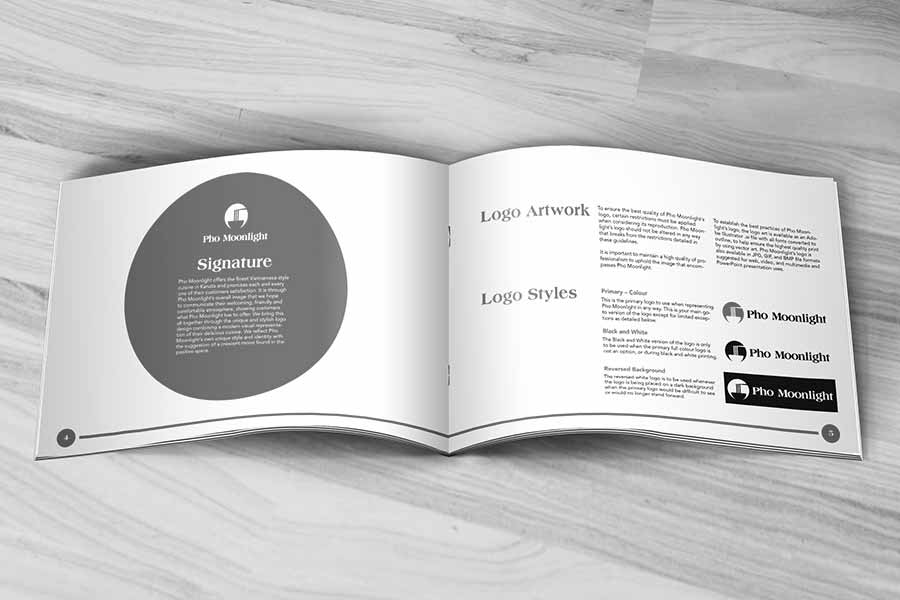 Pho Moonlight
Signature
Pho Moonlight offers the finest Vietnamese style
cuisine in Kanata and promises each and every
one of their customers satisfaction. It is through
Pho Moonlight's overall image that we hope
to communicate their welcoming, friendly and
comfortable atmosphere, showing customers
what Pho Moonlight has to offer. We bring this
all together through the unique and stylish logo
design combining a modern visual representa-
tion of their delicious cuisine. We reflect Pho
Moonlight's own unique style and identity with
the suggestion of a crescent moon found in the
positive space.
4
Logo Artwork
To ensure the best quality of Pho Moonlight's
logo, certain restrictions must be applied
when considering its reproduction. Pho Moon-
light's logo should not be altered in any way
that breaks from the restrictions detailed in
these guidelines.
It is important to maintain a high quality of pro-
fessionalism to uphold the image that encom-
passes Pho Moonlight.
To establish the best practices of Pho Moon-
light's logo, the logo art is available as an Ado-
be Illustrator .ai file with all fonts converted to
outline, to help ensure the highest quality print
by using vector art. Pho Moonlight's logo is
also available in JPG, GIF, and BMP file formats
suggested for web, video, and multimedia and
PowerPoint presentation uses.
Logo Styles
Primary – Colour
This is the primary logo to use when representing
Pho Moonlight in any way. This is your main go-
to version of the logo except for limited excep-
tions as detailed below.
Black and White
The Black and White version of the logo is only
to be used when the primary full colour logo is
not an option, or during black and white printing.
Reversed Background
The reversed white logo is to be used whenever
the logo is being placed on a dark background
when the primary logo would be difficult to see
or would no longer stand forward.
Pho Moonlight
Pho Moonlight
Pho Moonlight
5